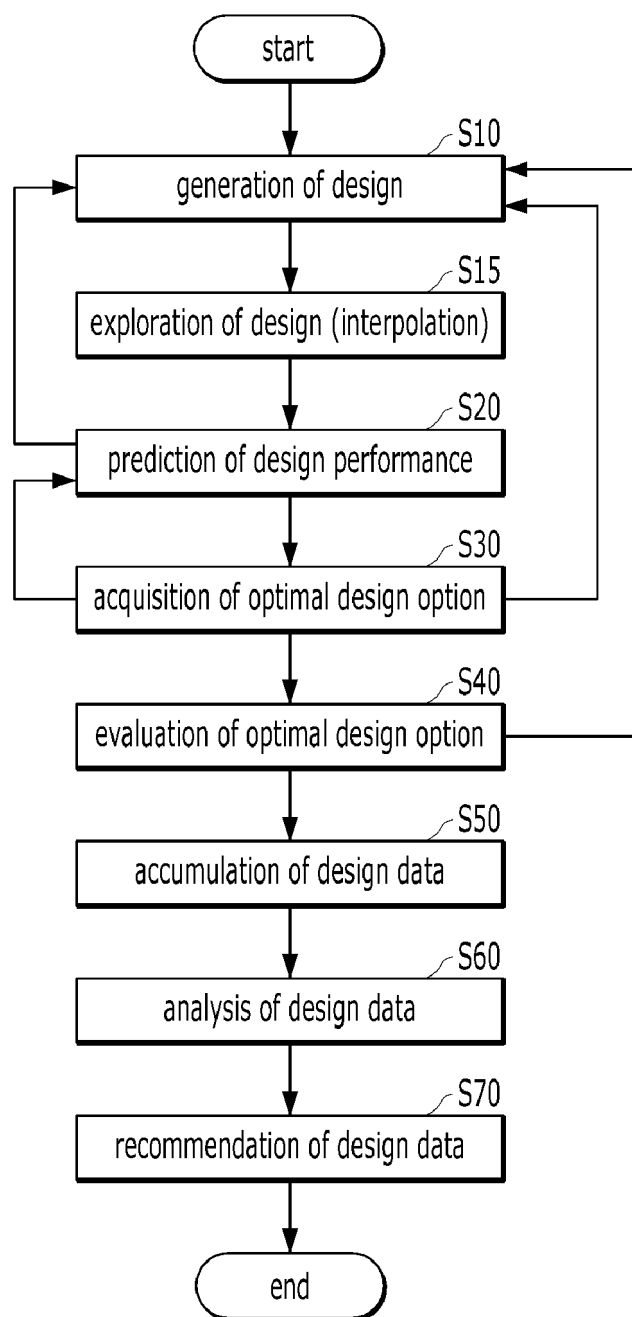 start
S10
generation of design
S15
exploration of design (interpolation)
S20
prediction of design performance
S30
acquisition of optimal design option
S40
evaluation of optimal design option
S50
accumulation of design data
S60
analysis of design data
S70
recommendation of design data
end